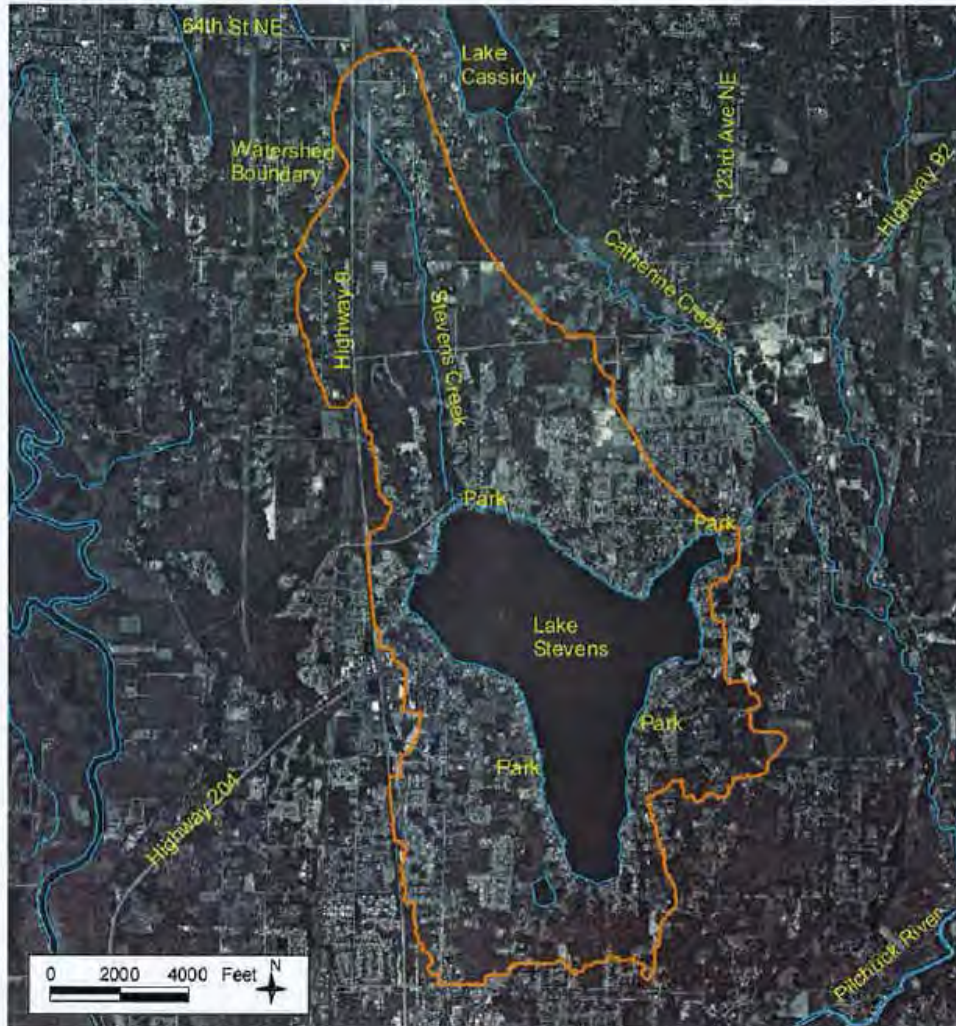 64th St NE
Lake
Cassidy
123rd Ave NE
Watershed
Boundary
Highway 92
Catherine Creek
Highway 9
Stevens Creek
Park
Park
Lake
Stevens
Park
Park
Highway 204
Pilchuck River
0 2000 4000 Feet N